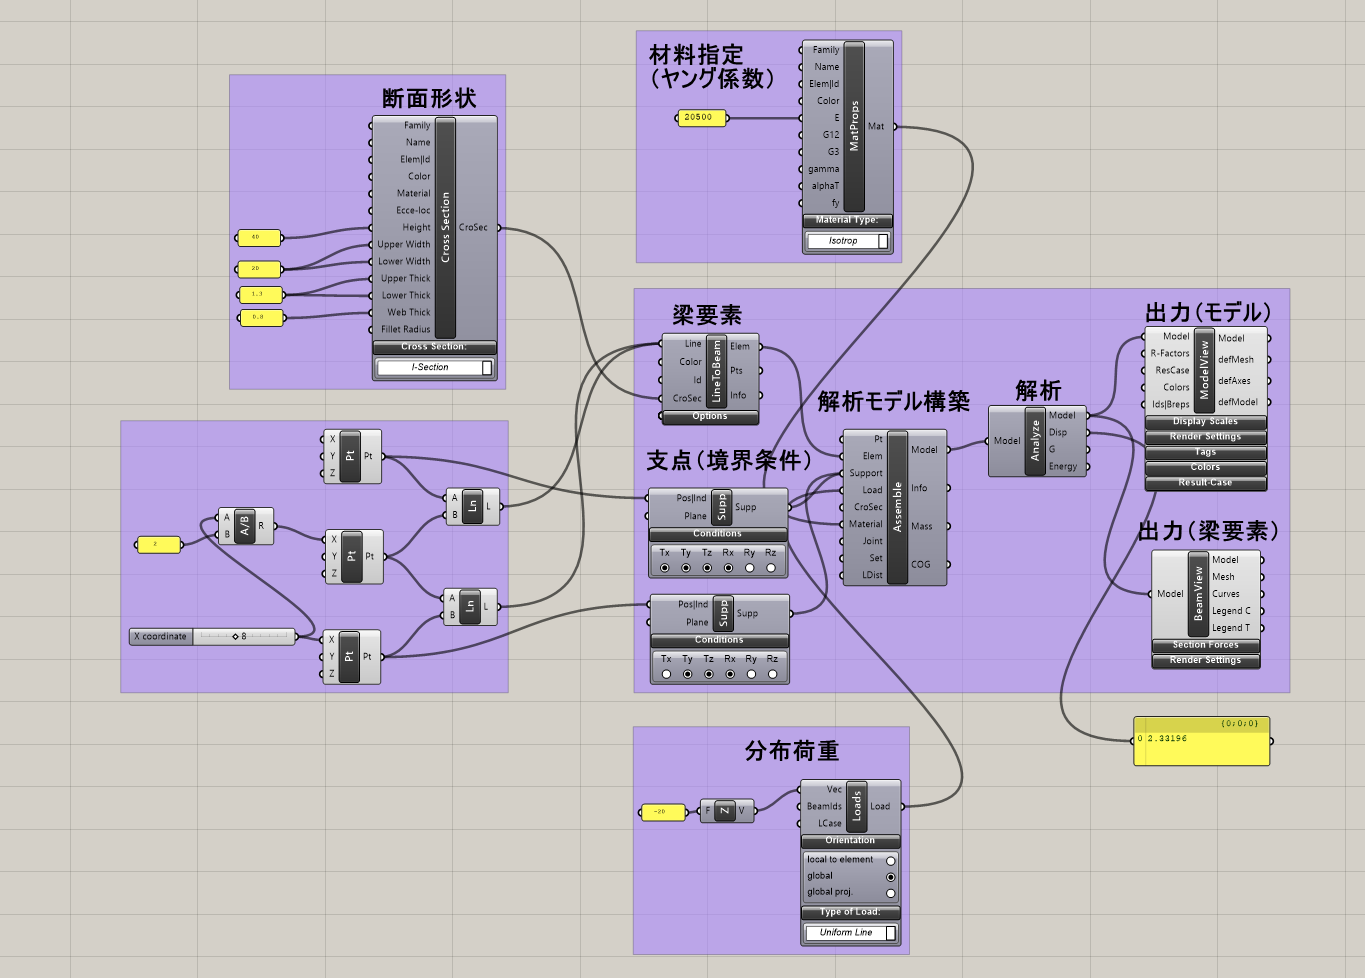 断面形状
Family
Name
Elem|Id
Color
Material
Ecce-loc
Height
Upper Width
Lower Width
Upper Thick
Lower Thick
Web Thick
Fillet Radius
Cross Section
CroSec
Cross Section:
I-Section
40
20
1.3
0.8
材料指定
（ヤング係数）
20500
Family
Name
Elem|Id
Color
E
G12
G3
gamma
alphaT
fy
MatProps
Mat
Material Type:
Isotrop
X
Y
Z
Pt
Pt
A
B
Ln
L
2
A
B
A/B
R
X
Y
Z
Pt
Pt
A
B
Ln
L
X coordinate
8
X
Y
Z
Pt
Pt
梁要素
Line
Color
Id
CroSec
LineToBeam
Elem
Pts
Info
Options
支点（境界条件）
Pos|Ind
Plane
Supp
Supp
Conditions
Tx Ty Tz Rx Ry Rz
Pos|Ind
Plane
Supp
Supp
Conditions
Tx Ty Tz Rx Ry Rz
解析モデル構築
Pt
Elem
Support
Load
CroSec
Material
Joint
Set
LDist
Assemble
Model
Info
Mass
COG
解析
Model
Analyze
Model
Disp
G
Energy
出力（モデル）
Model
R-Factors
ResCase
Colors
Ids|Breps
ModelView
Model
defMesh
defAxes
defModel
Display Scales
Render Settings
Tags
Colors
Result-Case
出力（梁要素）
Model
BeamView
Model
Mesh
Curves
Legend C
Legend T
Section Forces
Render Settings
{0;0;0}
0 2.33196
分布荷重
-20
F
Z
V
Vec
BeamIds
LCase
Loads
Load
Orientation
local to element
global
global proj.
Type of Load:
Uniform Line